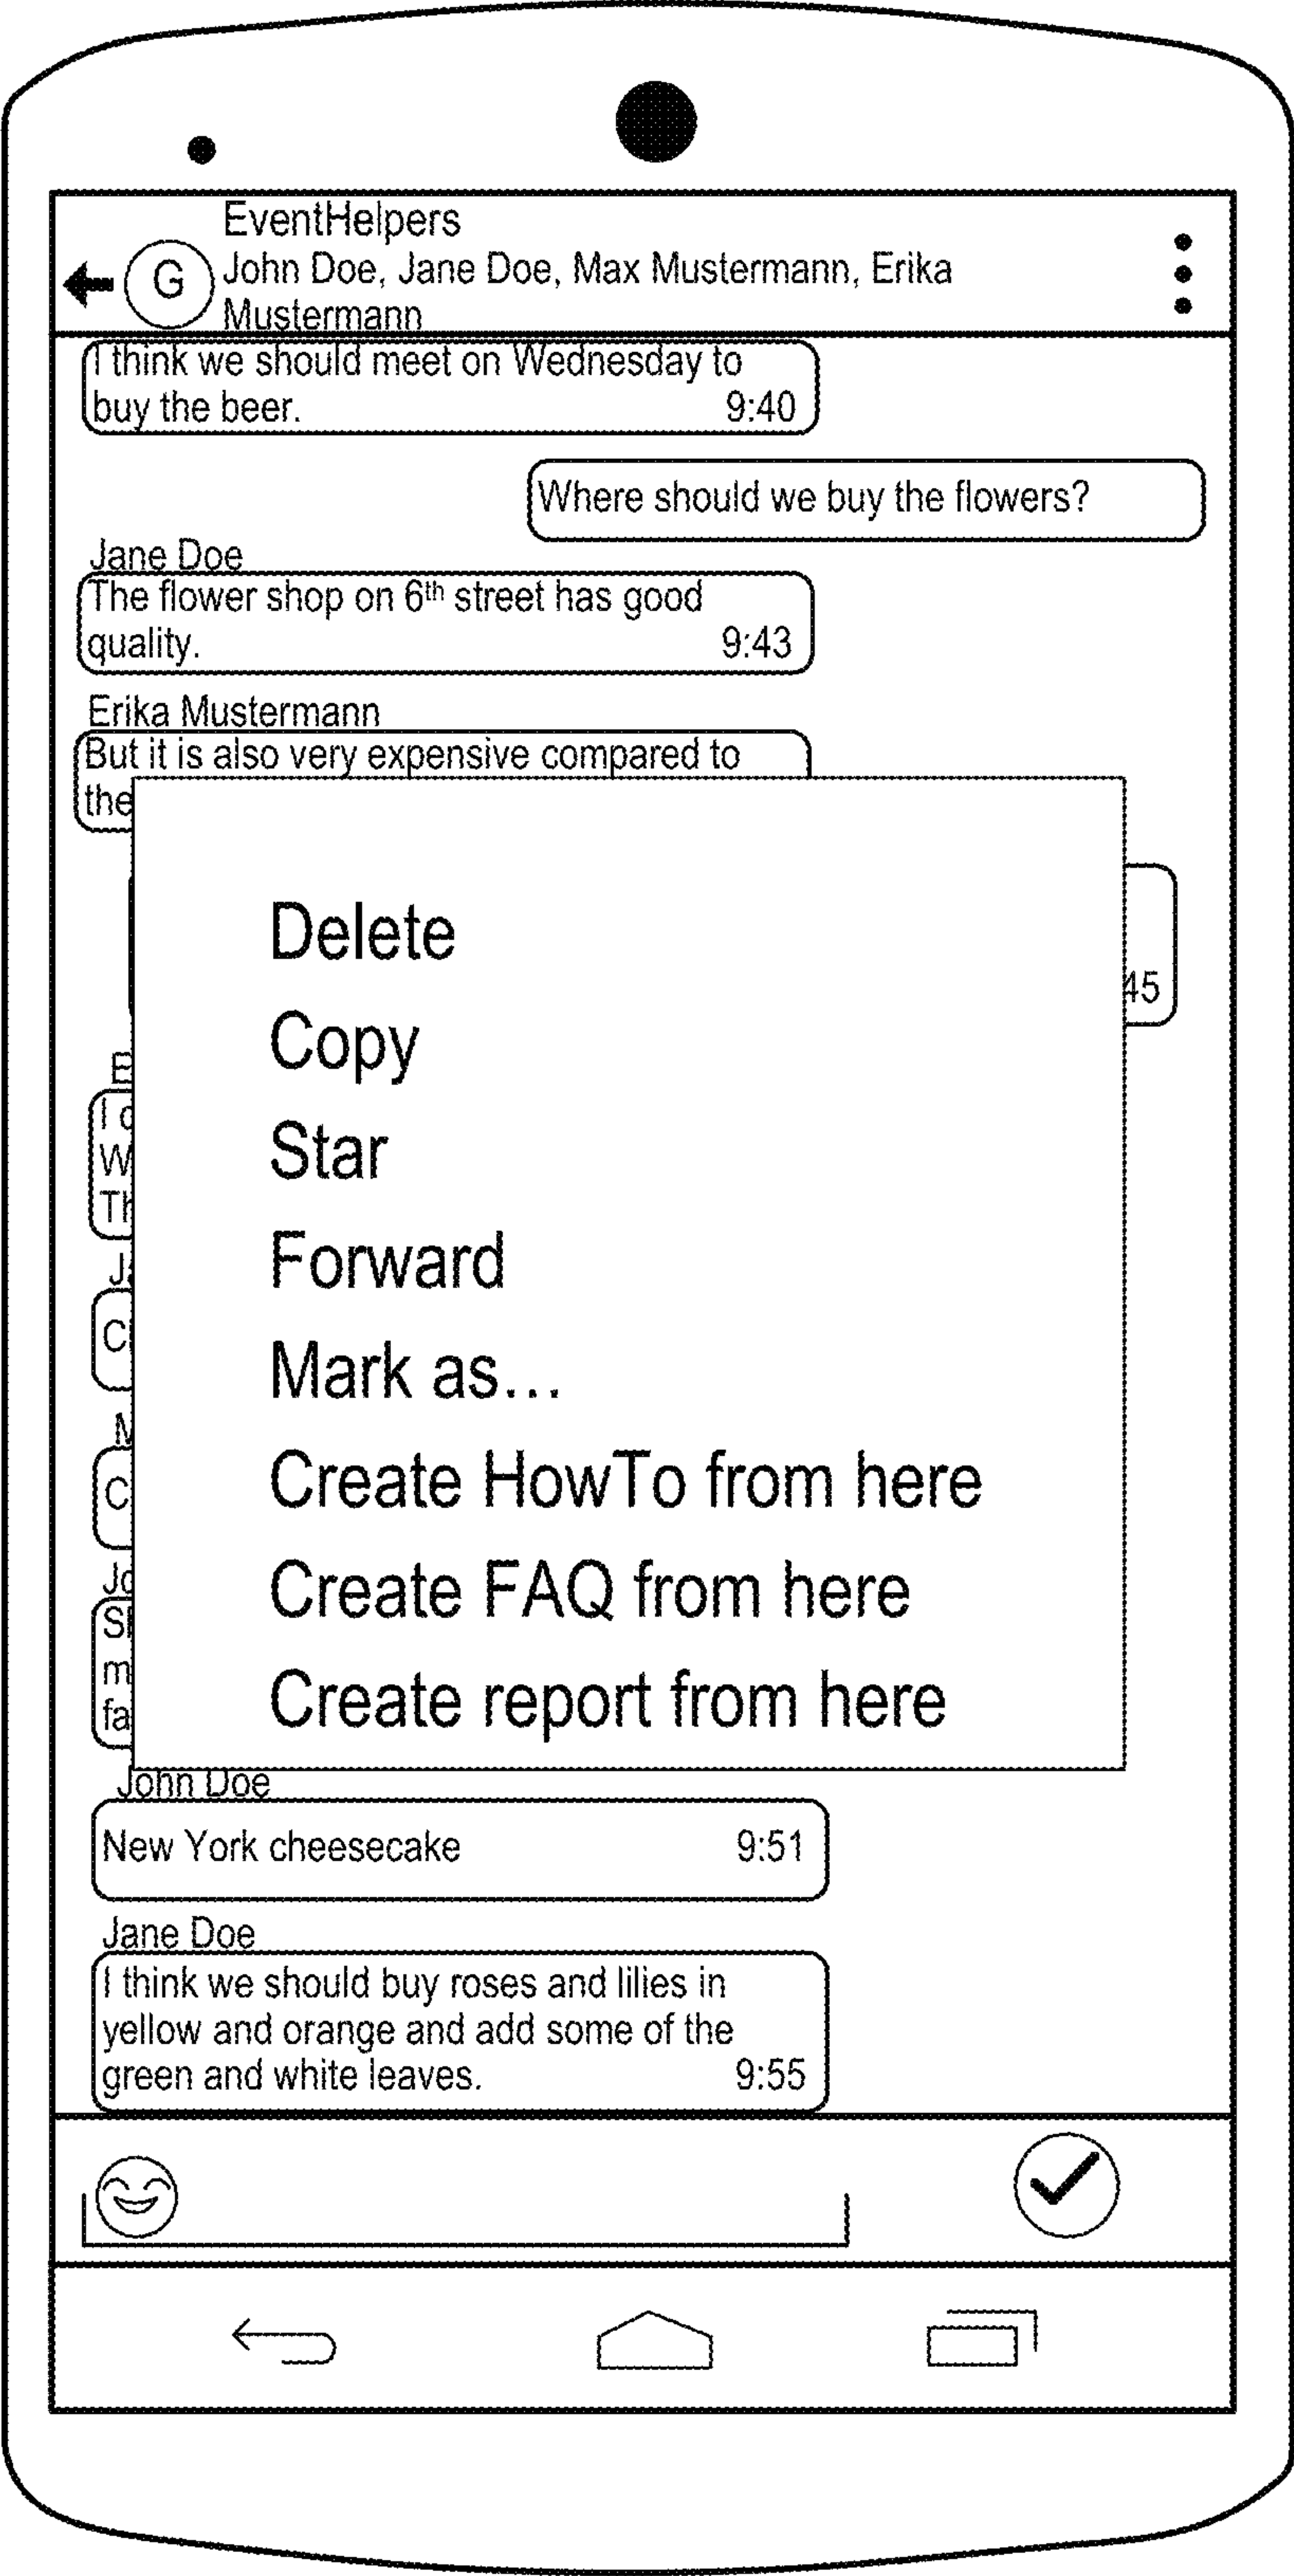 EventHelpers
G
John Doe, Jane Doe, Max Mustermann, Erika
Mustermann
I think we should meet on Wednesday to
buy the beer. 9:40
Where should we buy the flowers?
Jane Doe
The flower shop on 6th street has good
quality. 9:43
Erika Mustermann
But it is also very expensive compared to
the
Delete
45
Copy
Star
Forward
Mark as...
Create HowTo from here
Create FAQ from here
Create report from here
John Doe
New York cheesecake 9:51
Jane Doe
I think we should buy roses and lilies in
yellow and orange and add some of the
green and white leaves. 9:55